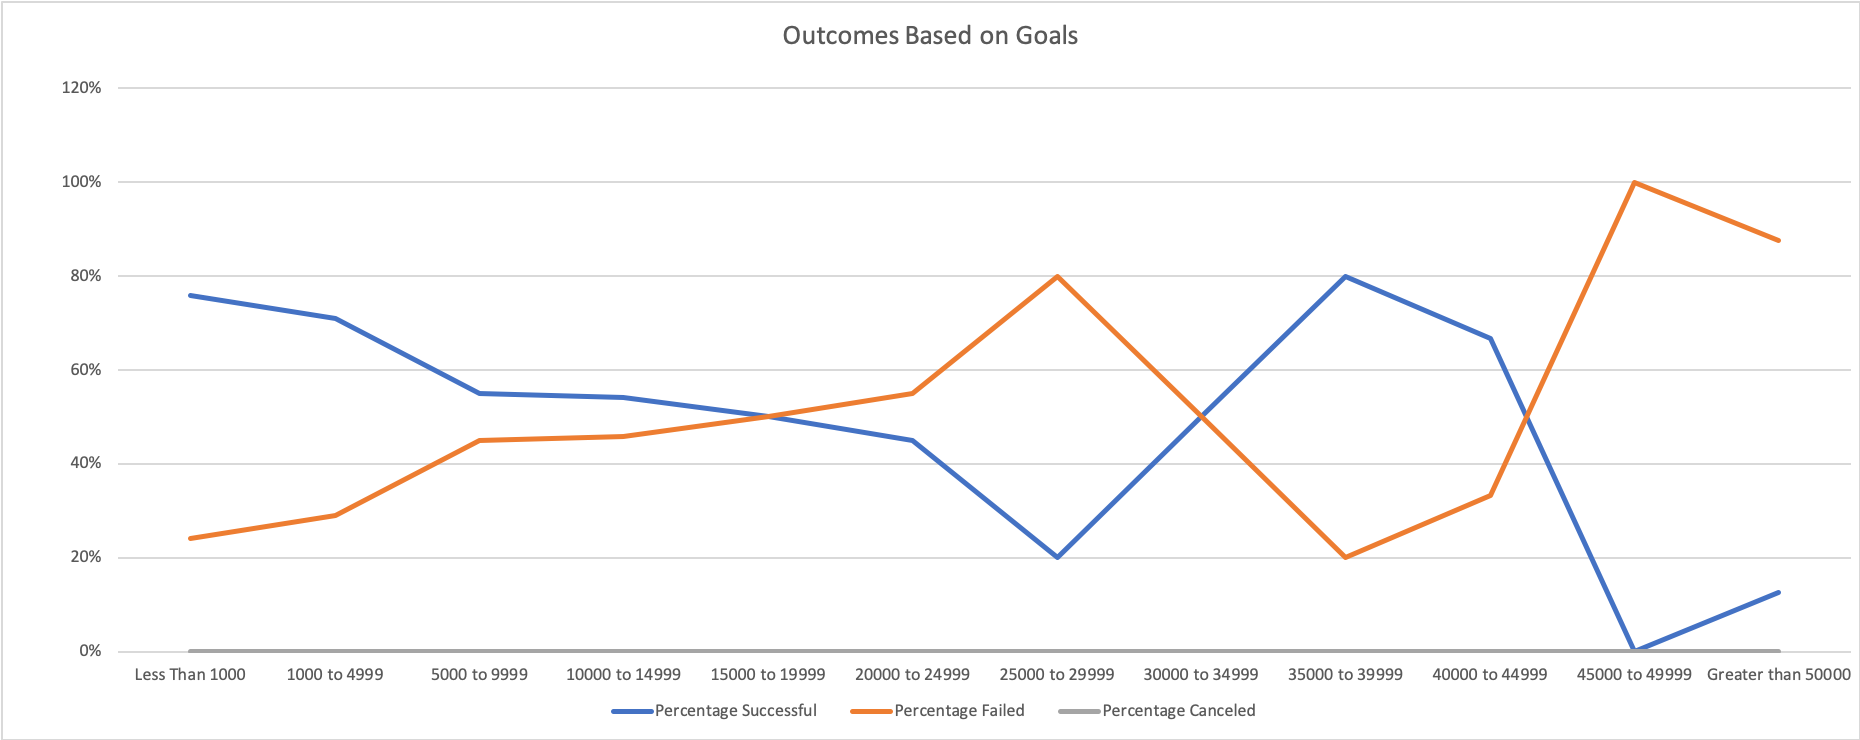 Outcomes Based on Goals
120%
100%
80%
60%
40%
20%
0%
Less Than 1000 1000 to 4999 5000 to 9999 10000 to 14999 15000 to 19999 20000 to 24999 25000 to 29999 30000 to 34999 35000 to 39999 40000 to 44999 45000 to 49999 Greater than 50000
Percentage Successful Percentage Failed Percentage Canceled